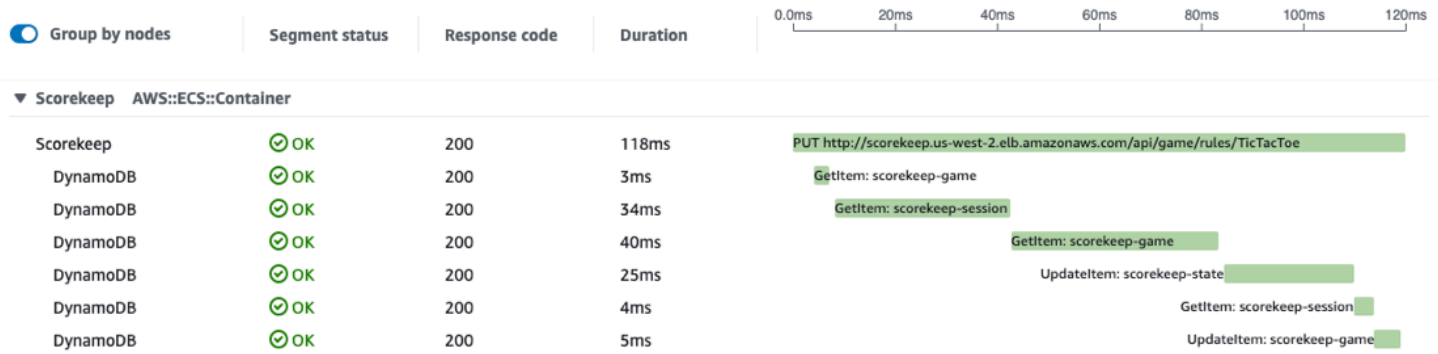 0.0ms 20ms 40ms 60ms 80ms 100ms 120ms
Group by nodes Segment status Response code Duration
Scorekeep AWS::ECS::Container
Scorekeep OK 200 118ms PUT http://scorekeep.us-west-2.elb.amazonaws.com/api/game/rules/TicTacToe
DynamoDB OK 200 3ms GetItem: scorekeep-game
DynamoDB OK 200 34ms GetItem: scorekeep-session
DynamoDB OK 200 40ms GetItem: scorekeep-game
DynamoDB OK 200 25ms UpdateItem: scorekeep-state
DynamoDB OK 200 4ms GetItem: scorekeep-session
DynamoDB OK 200 5ms UpdateItem: scorekeep-game